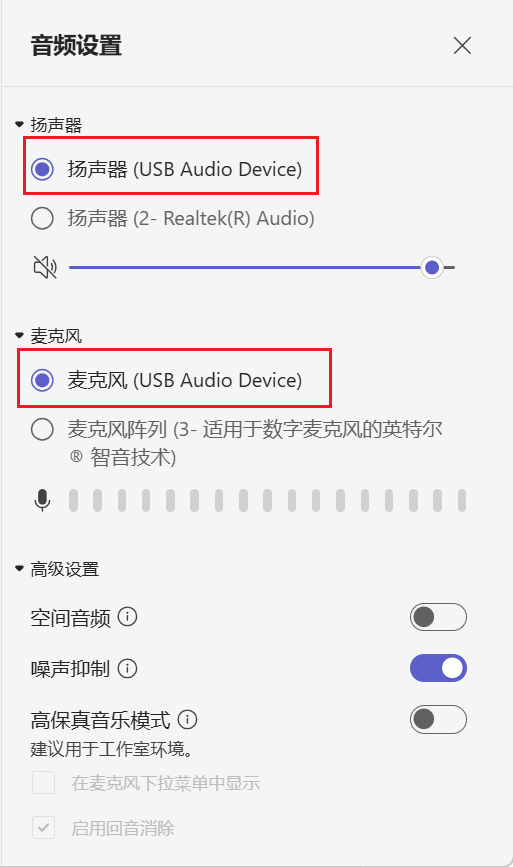 音频设置
扬声器
扬声器 (USB Audio Device)
扬声器 (2- Realtek(R) Audio)
麦克风
麦克风 (USB Audio Device)
麦克风阵列 (3- 适用于数字麦克风的英特尔
® 智音技术)
高级设置
空间音频
噪声抑制
高保真音乐模式
建议用于工作室环境。
在麦克风下拉菜单中显示
启用回音消除